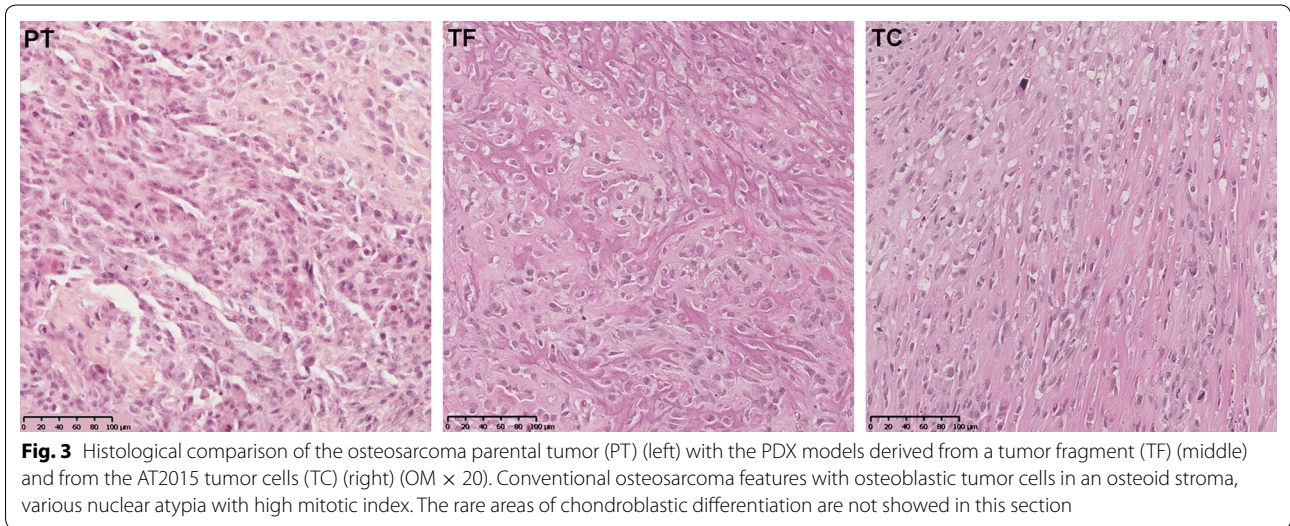 PT
TF
TC
0 20 40 60 80 100 µm
0 20 40 60 80 100 µm
0 20 40 60 80 100 µm
Fig. 3 Histological comparison of the osteosarcoma parental tumor (PT) (left) with the PDX models derived from a tumor fragment (TF) (middle)
and from the AT2015 tumor cells (TC) (right) (OM × 20). Conventional osteosarcoma features with osteoblastic tumor cells in an osteoid stroma,
various nuclear atypia with high mitotic index. The rare areas of chondroblastic differentiation are not showed in this section